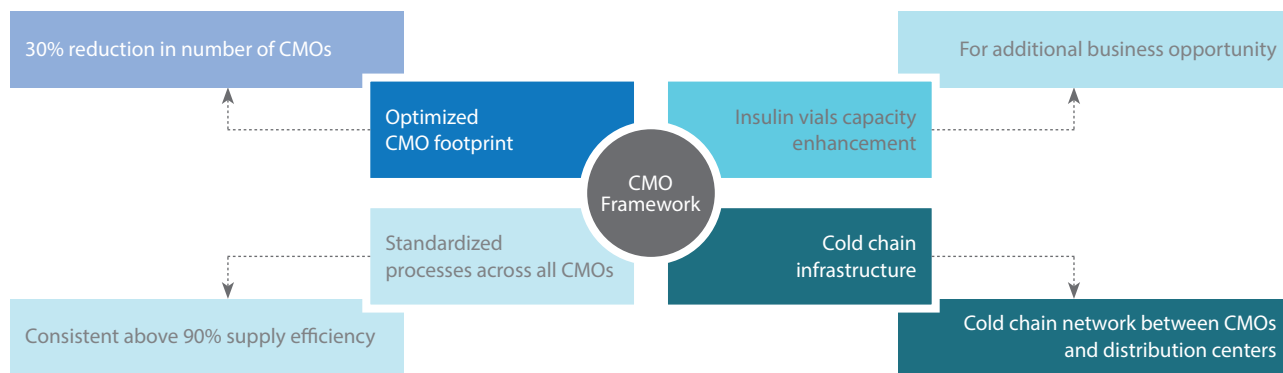 30% reduction in number of CMOs
For additional business opportunity
Optimized
CMO footprint
Insulin vials capacity
enhancement
CMO
Framework
Standardized
processes across all CMOs
Cold chain
infrastructure
Consistent above 90% supply efficiency
Cold chain network between CMOs
and distribution centers